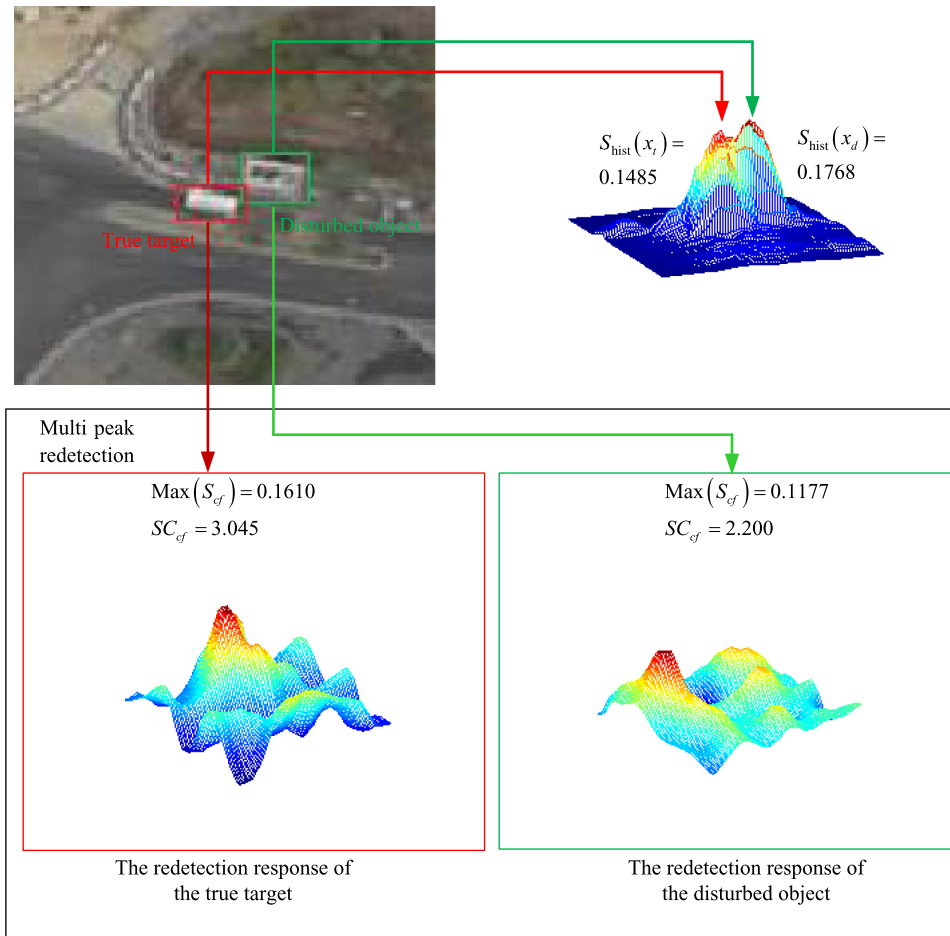 S_hist(x_t) =
0.1485
S_hist(x_d) =
0.1768
True target
Disturbed object
Multi peak
redetection
Max(S_cf) = 0.1610
SC_cf = 3.045
Max(S_cf) = 0.1177
SC_cf = 2.200
The redetection response of
the true target
The redetection response of
the disturbed object